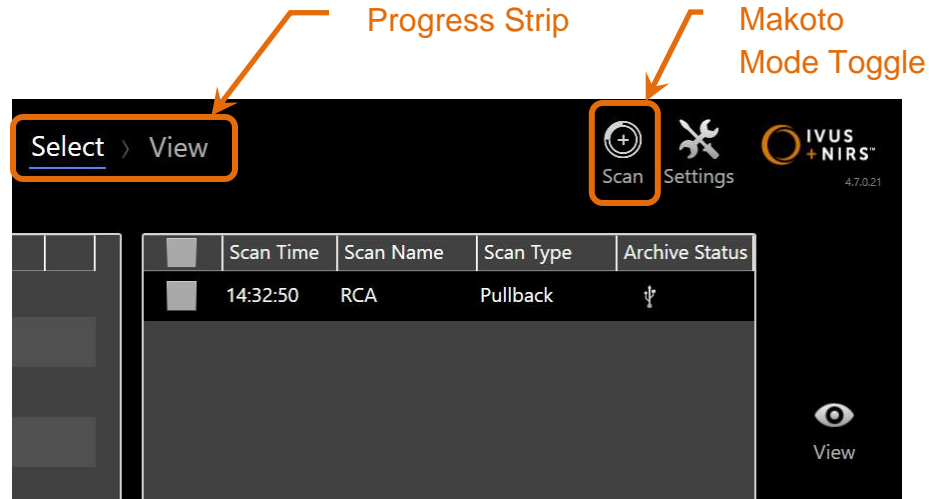 Progress Strip
Makoto
Mode Toggle
Select > View
Scan
Settings
IVUS
+NIRS™
4.7.0.21
Scan Time Scan Name Scan Type Archive Status
14:32:50 RCA Pullback
View